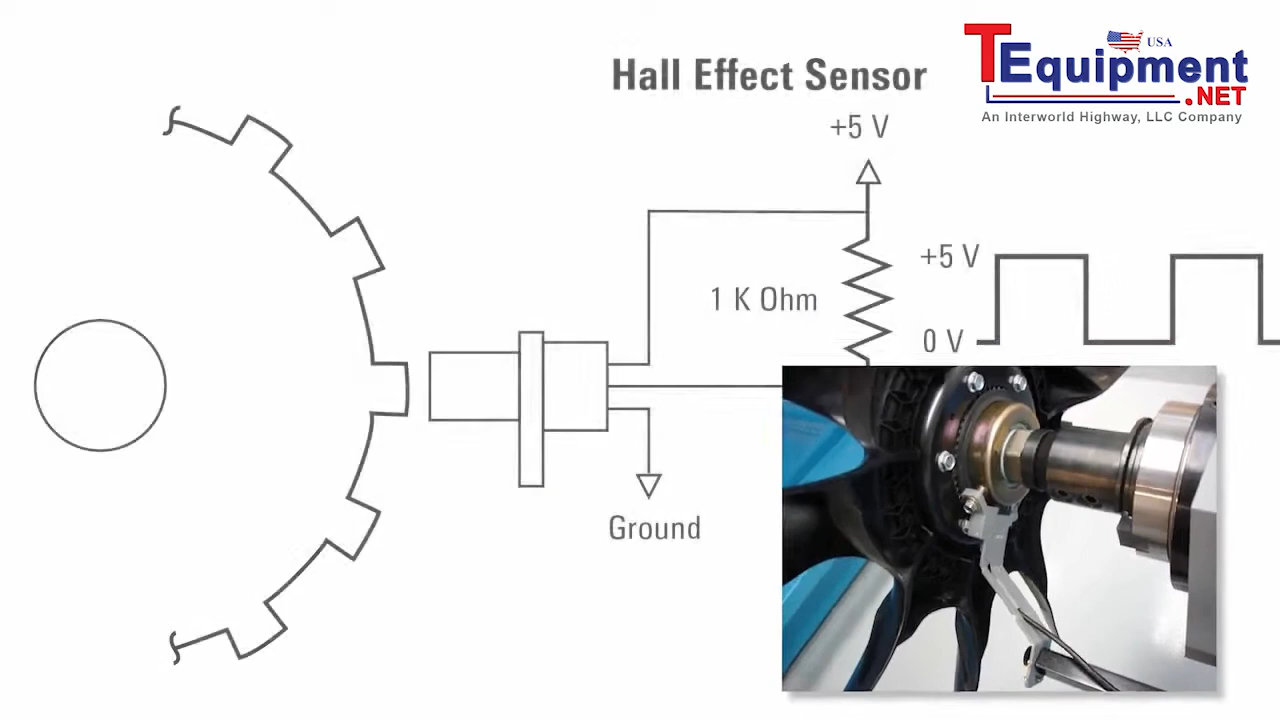 Hall Effect Sensor
TEquipment
USA
.NET
An Interworld Highway, LLC Company
+5 V
+5 V
1 K Ohm
0 V
Ground